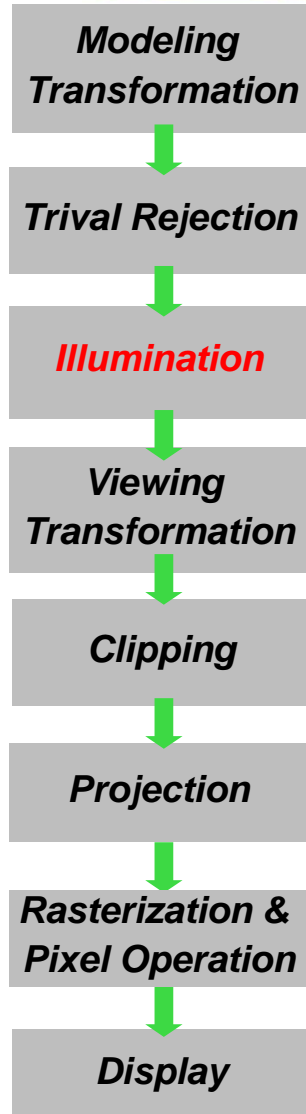 Modeling
Transformation
Trival Rejection
Illumination
Viewing
Transformation
Clipping
Projection
Rasterization &
Pixel Operation
Display